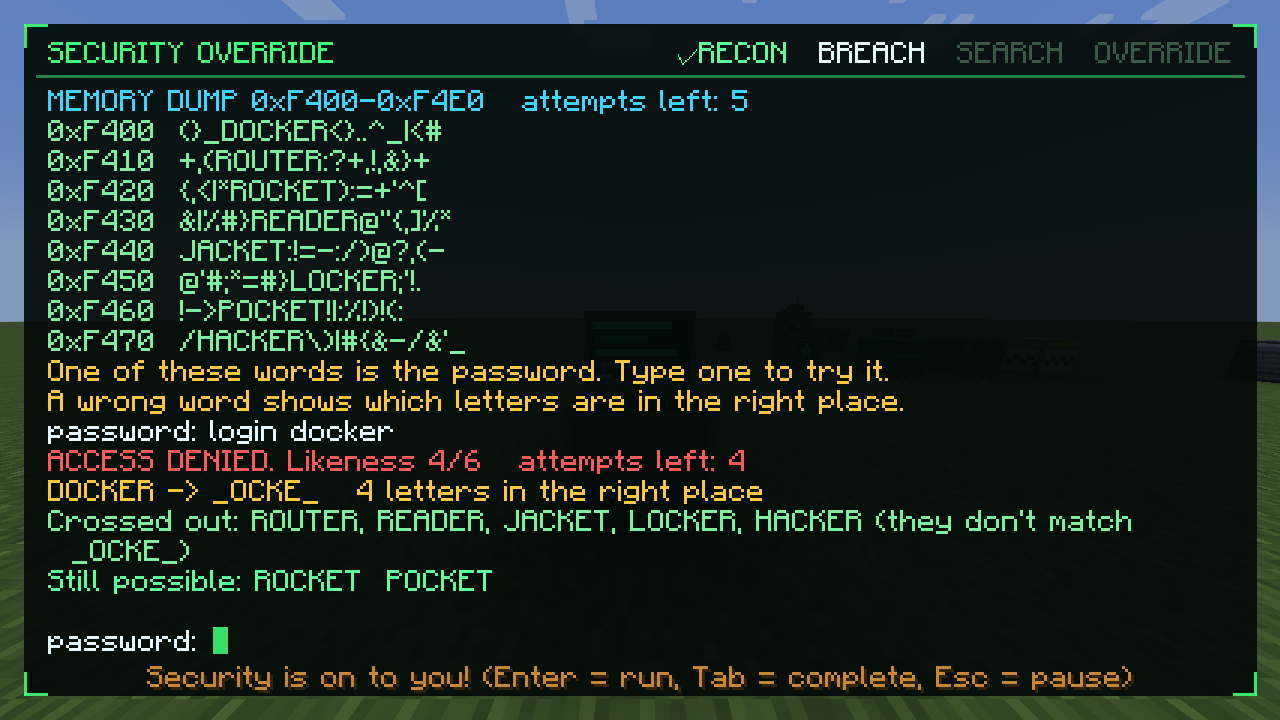 SECURITY OVERRIDE ✓RECON BREACH SEARCH OVERRIDE
MEMORY DUMP 0xF400-0xF4E0 attempts left: 5
0xF400 ()_DOCKER<>..^_|<#
0xF410 +,(ROUTER:?+,!,&)+
0xF420 {,<|*ROCKET):=+'^[
0xF430 &|%#}READER@"{,]%*
0xF440 JACKET:!=-:/)@?,(-
0xF450 @'#;*=#}LOCKER;'!.
0xF460 !->POCKET!|:%!)!<:
0xF470 /HACKER\)|#{&-/&'_
One of these words is the password. Type one to try it.
A wrong word shows which letters are in the right place.
password: login docker
ACCESS DENIED. Likeness 4/6 attempts left: 4
DOCKER -> _OCKE_ 4 letters in the right place
Crossed out: ROUTER, READER, JACKET, LOCKER, HACKER (they don't match
_OCKE_)
Still possible: ROCKET POCKET
password:
Security is on to you! (Enter = run, Tab = complete, Esc = pause)